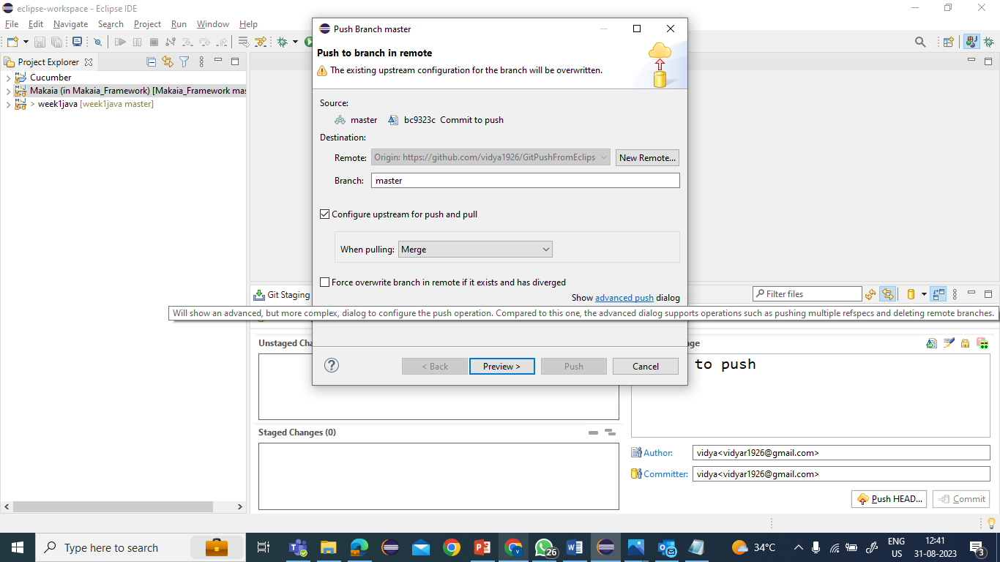 eclipse-workspace - Eclipse IDE
File Edit Navigate Search Project Run Window Help
Project Explorer
Cucumber
Makaia (in Makaia_Framework) [Makaia_Framework mas
> week1java [week1java master]
Push Branch master
Push to branch in remote
The existing upstream configuration for the branch will be overwritten.
Source:
master bc9323c Commit to push
Destination:
Remote: Origin: https://github.com/vidya1926/GitPushFromEclips New Remote...
Branch: master
Configure upstream for push and pull
When pulling: Merge
Force overwrite branch in remote if it exists and has diverged
Show advanced push dialog
Git Staging
Filter files
Will show an advanced, but more complex, dialog to configure the push operation. Compared to this one, the advanced dialog supports operations such as pushing multiple refspecs and deleting remote branches.
Unstaged Cha
ge
to push
? < Back Preview > Push Cancel
Staged Changes (0)
Author: vidya<vidyar1926@gmail.com>
Committer: vidya<vidyar1926@gmail.com>
Push HEAD... Commit
Type here to search
26
34°C
ENG
US
12:41
31-08-2023
3